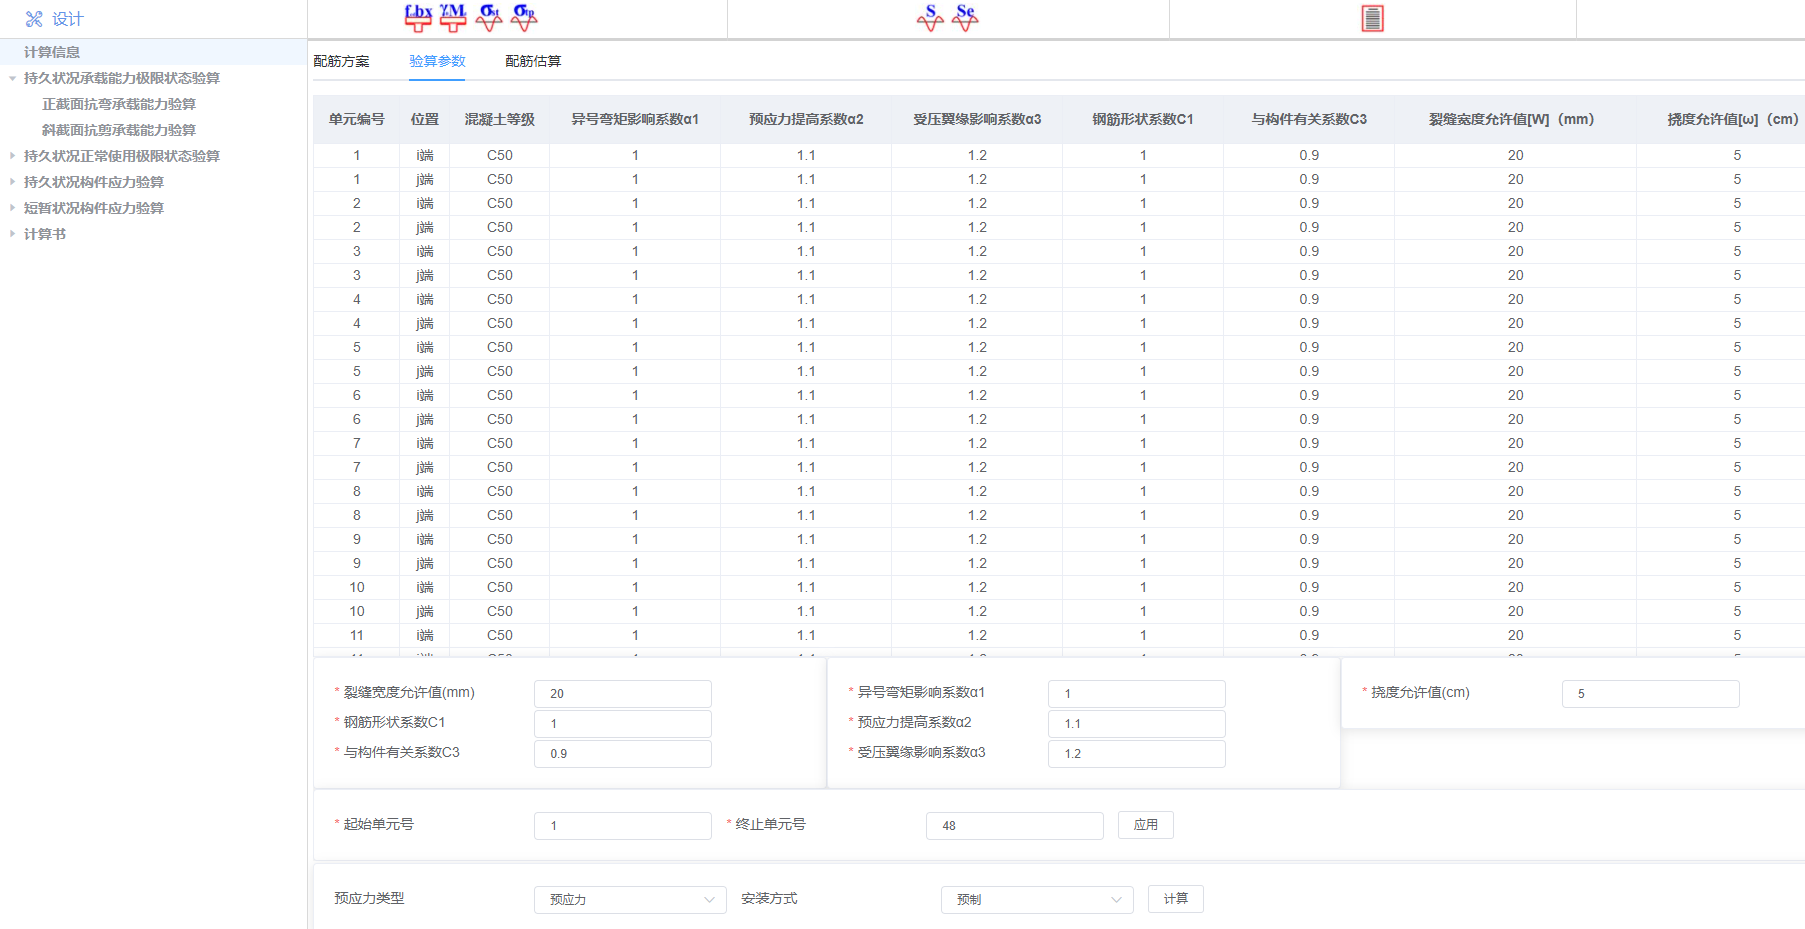 设计
f.bx γ.M. σst σtp S Se
计算信息
持久状况承载能力极限状态验算
正截面抗弯承载能力验算
斜截面抗剪承载能力验算
持久状况正常使用极限状态验算
持久状况构件应力验算
短暂状况构件应力验算
计算书
配筋方案 验算参数 配筋估算
单元编号 位置 混凝土等级 异号弯矩影响系数α1 预应力提高系数α2 受压翼缘影响系数α3 钢筋形状系数C1 与构件有关系数C3 裂缝宽度允许值[W]（mm） 挠度允许值[ω]（cm）
1 i端 C50 1 1.1 1.2 1 0.9 20 5
1 j端 C50 1 1.1 1.2 1 0.9 20 5
2 i端 C50 1 1.1 1.2 1 0.9 20 5
2 j端 C50 1 1.1 1.2 1 0.9 20 5
3 i端 C50 1 1.1 1.2 1 0.9 20 5
3 j端 C50 1 1.1 1.2 1 0.9 20 5
4 i端 C50 1 1.1 1.2 1 0.9 20 5
4 j端 C50 1 1.1 1.2 1 0.9 20 5
5 i端 C50 1 1.1 1.2 1 0.9 20 5
5 j端 C50 1 1.1 1.2 1 0.9 20 5
6 i端 C50 1 1.1 1.2 1 0.9 20 5
6 j端 C50 1 1.1 1.2 1 0.9 20 5
7 i端 C50 1 1.1 1.2 1 0.9 20 5
7 j端 C50 1 1.1 1.2 1 0.9 20 5
8 i端 C50 1 1.1 1.2 1 0.9 20 5
8 j端 C50 1 1.1 1.2 1 0.9 20 5
9 i端 C50 1 1.1 1.2 1 0.9 20 5
9 j端 C50 1 1.1 1.2 1 0.9 20 5
10 i端 C50 1 1.1 1.2 1 0.9 20 5
10 j端 C50 1 1.1 1.2 1 0.9 20 5
11 i端 C50 1 1.1 1.2 1 0.9 20 5
* 裂缝宽度允许值(mm) 20 * 异号弯矩影响系数α1 1 * 挠度允许值(cm) 5
* 钢筋形状系数C1 1 * 预应力提高系数α2 1.1
* 与构件有关系数C3 0.9 * 受压翼缘影响系数α3 1.2
* 起始单元号 1 * 终止单元号 48 应用
预应力类型 预应力 安装方式 预制 计算